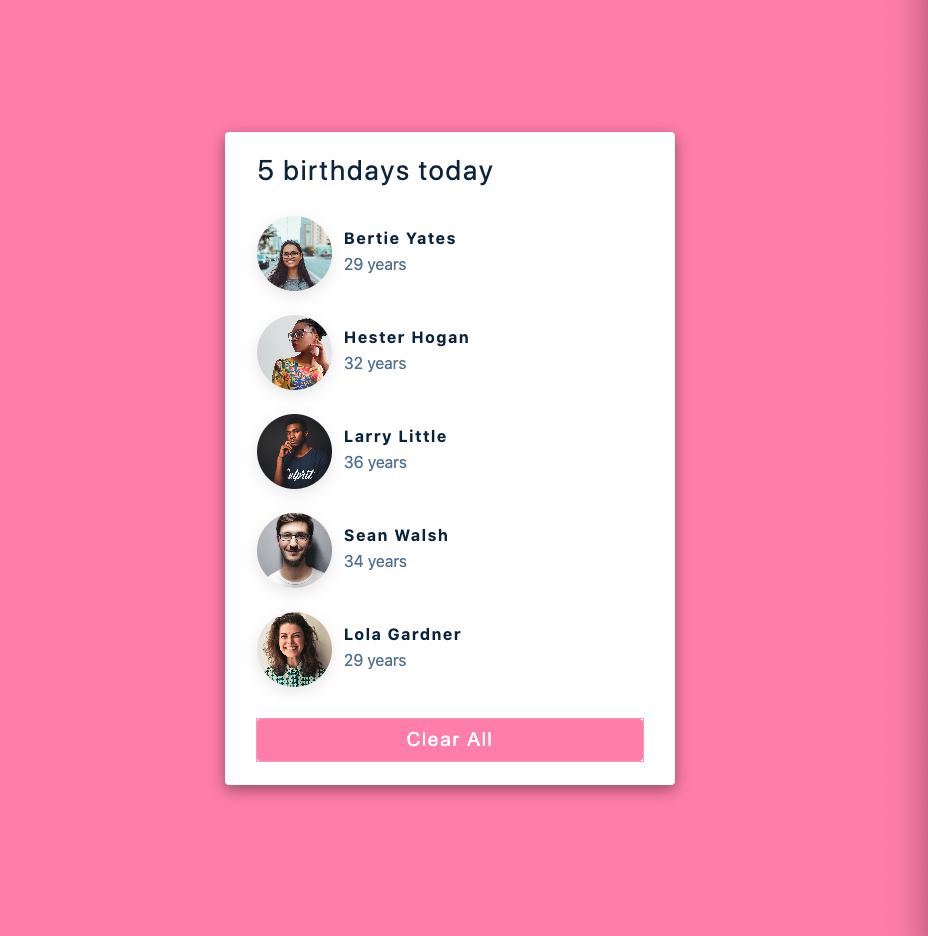 5 birthdays today
Bertie Yates
29 years
Hester Hogan
32 years
Larry Little
36 years
ulprit
Sean Walsh
34 years
Lola Gardner
29 years
Clear All